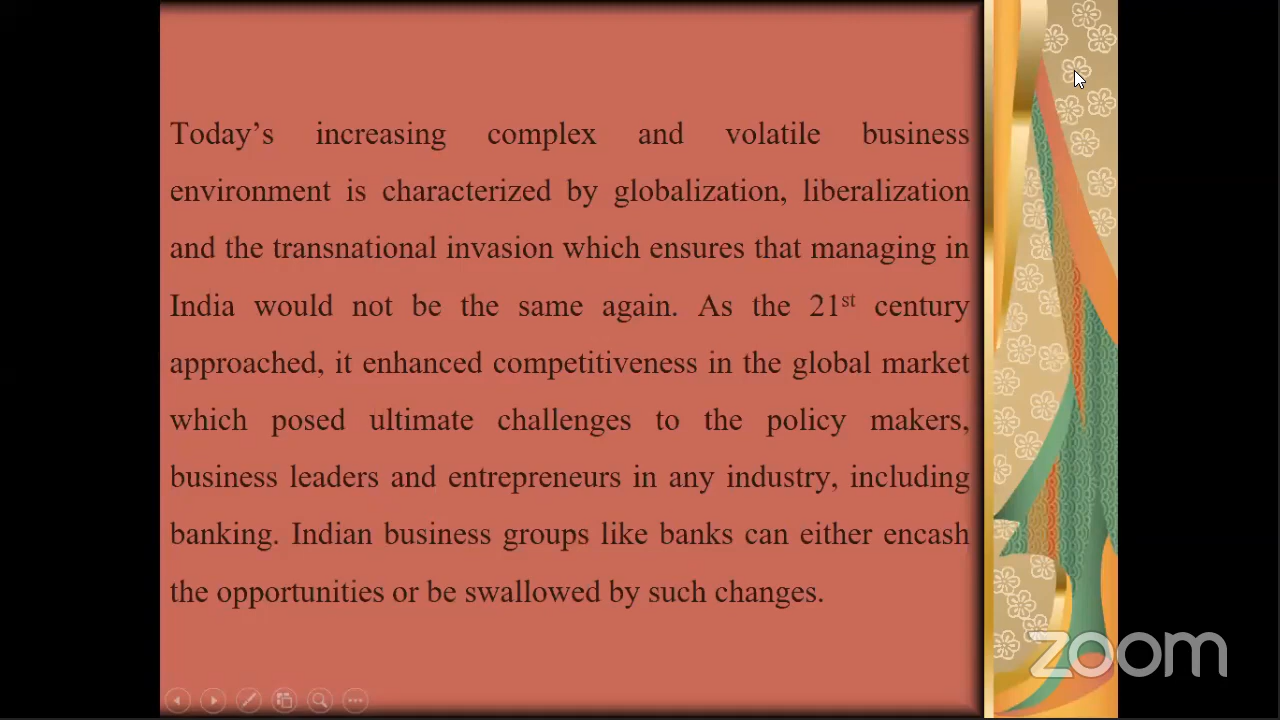 Today’s increasing complex and volatile business
environment is characterized by globalization, liberalization
and the transnational invasion which ensures that managing in
India would not be the same again. As the 21st century
approached, it enhanced competitiveness in the global market
which posed ultimate challenges to the policy makers,
business leaders and entrepreneurs in any industry, including
banking. Indian business groups like banks can either encash
the opportunities or be swallowed by such changes.
zoom